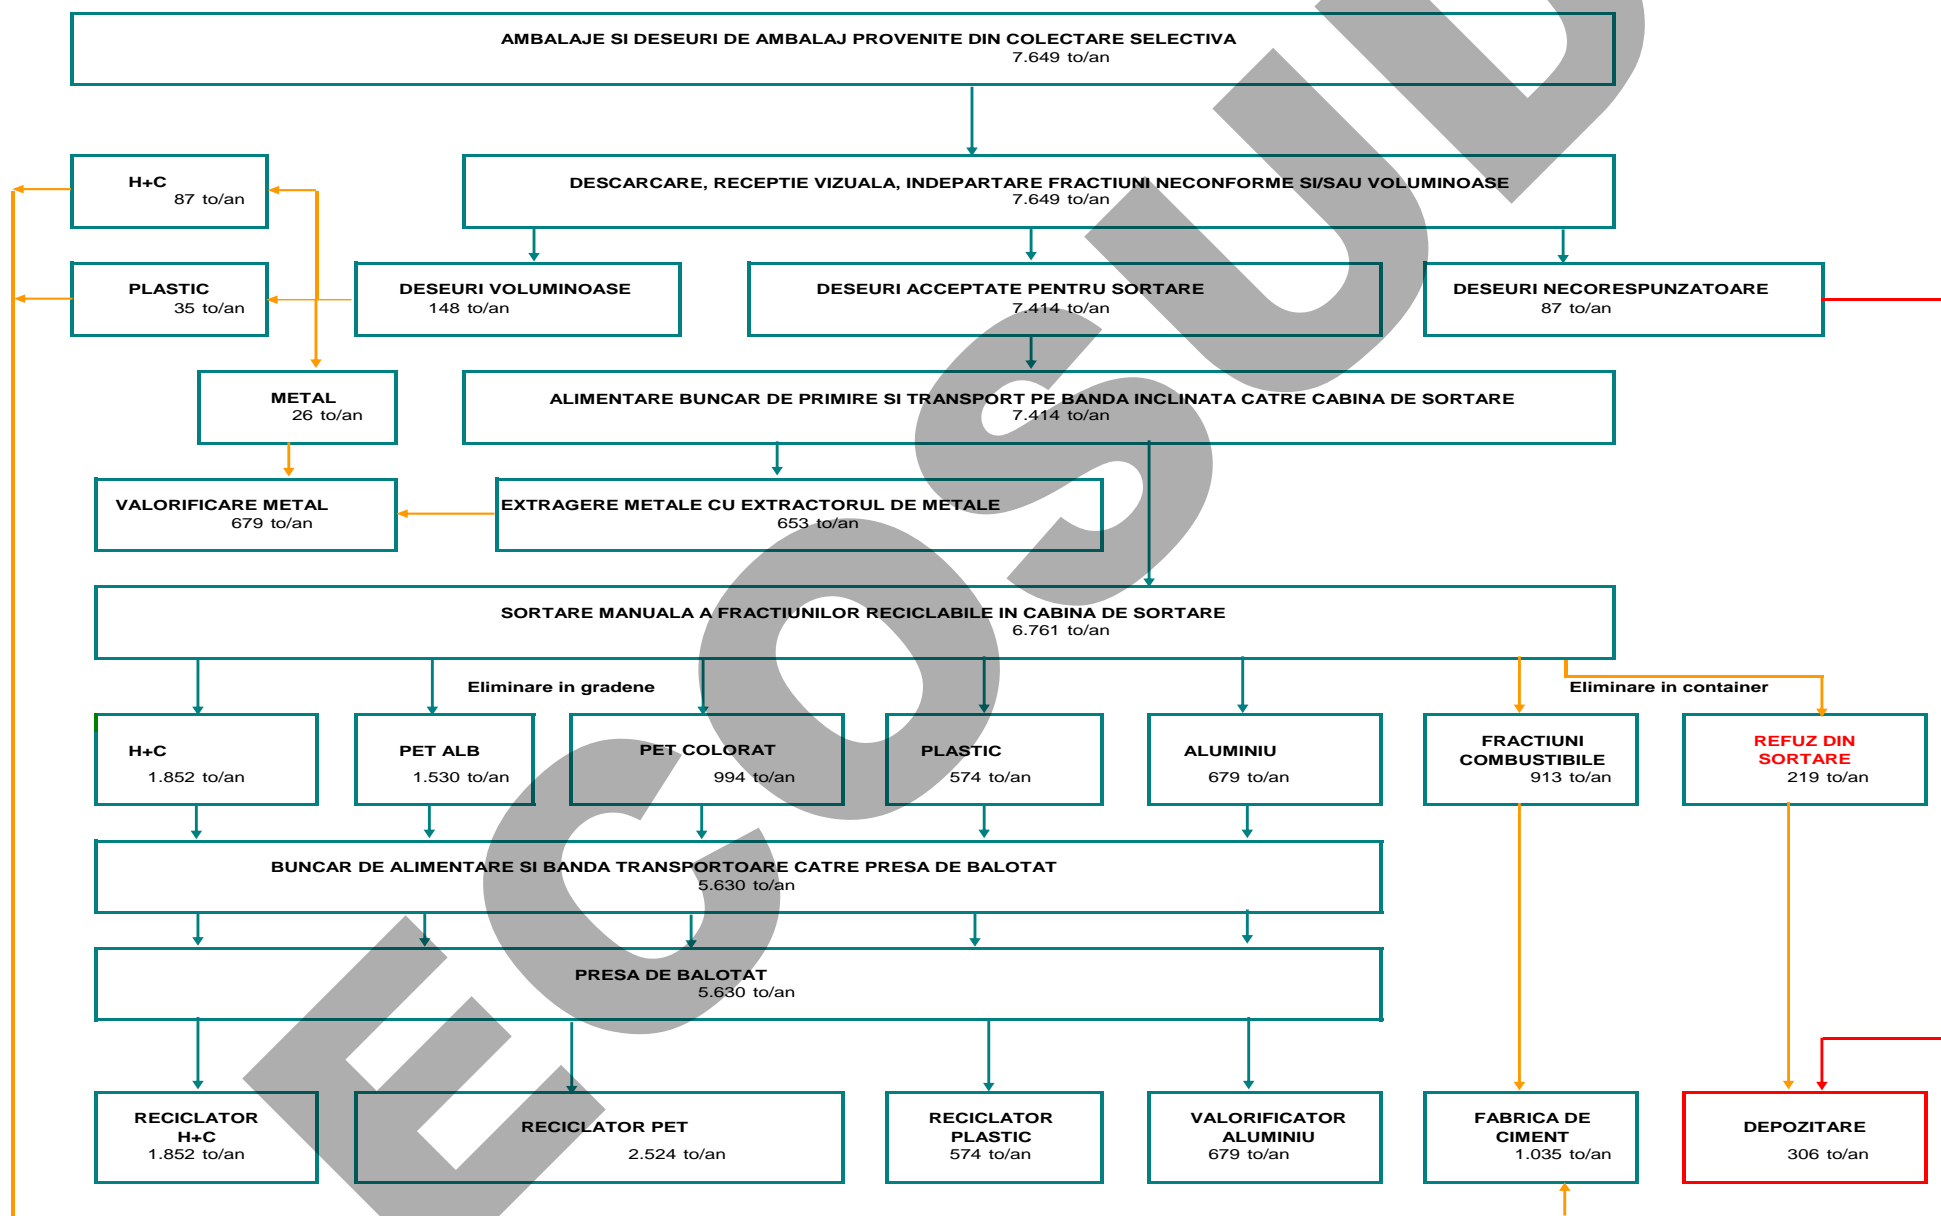 AMBALAJE SI DESEURI DE AMBALAJ PROVENITE DIN COLECTARE SELECTIVA
7.649 to/an
H+C
87 to/an
DESCARCARE, RECEPTIE VIZUALA, INDEPARTARE FRACTIUNI NECONFORME SI/SAU VOLUMINOASE
7.649 to/an
PLASTIC
35 to/an
DESEURI VOLUMINOASE
148 to/an
DESEURI ACCEPTATE PENTRU SORTARE
7.414 to/an
DESEURI NECORESPUNZATOARE
87 to/an
METAL
26 to/an
ALIMENTARE BUNCAR DE PRIMIRE SI TRANSPORT PE BANDA INCLINATA CATRE CABINA DE SORTARE
7.414 to/an
VALORIFICARE METAL
679 to/an
EXTRAGERE METALE CU EXTRACTORUL DE METALE
653 to/an
SORTARE MANUALA A FRACTIUNILOR RECICLABILE IN CABINA DE SORTARE
6.761 to/an
Eliminare in gradene
Eliminare in container
H+C
1.852 to/an
PET ALB
1.530 to/an
PET COLORAT
994 to/an
PLASTIC
574 to/an
ALUMINIU
679 to/an
FRACTIUNI
COMBUSTIBILE
913 to/an
REFUZ DIN
SORTARE
219 to/an
BUNCAR DE ALIMENTARE SI BANDA TRANSPORTOARE CATRE PRESA DE BALOTAT
5.630 to/an
PRESA DE BALOTAT
5.630 to/an
RECICLATOR
H+C
1.852 to/an
RECICLATOR PET
2.524 to/an
RECICLATOR
PLASTIC
574 to/an
VALORIFICATOR
ALUMINIU
679 to/an
FABRICA DE
CIMENT
1.035 to/an
DEPOZITARE
306 to/an
ECOSUD